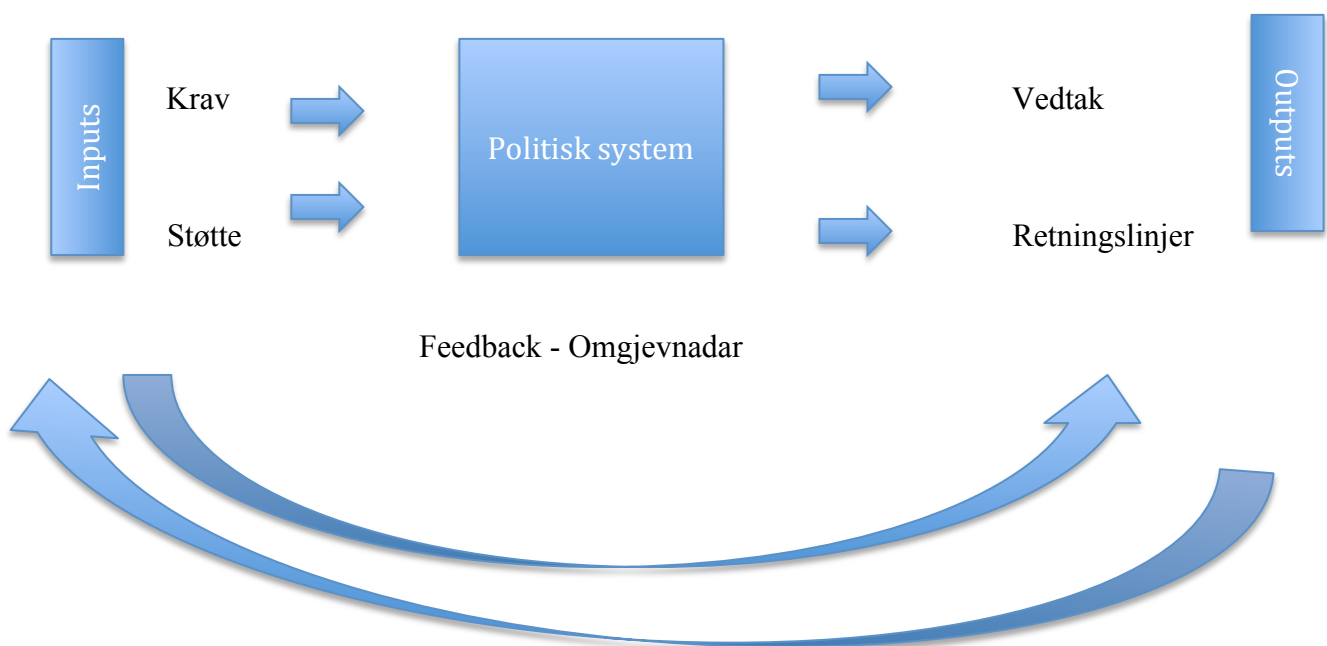 Inputs
Krav
Støtte
Politisk system
Vedtak
Retningslinjer
Outputs
Feedback - Omgjevnadar